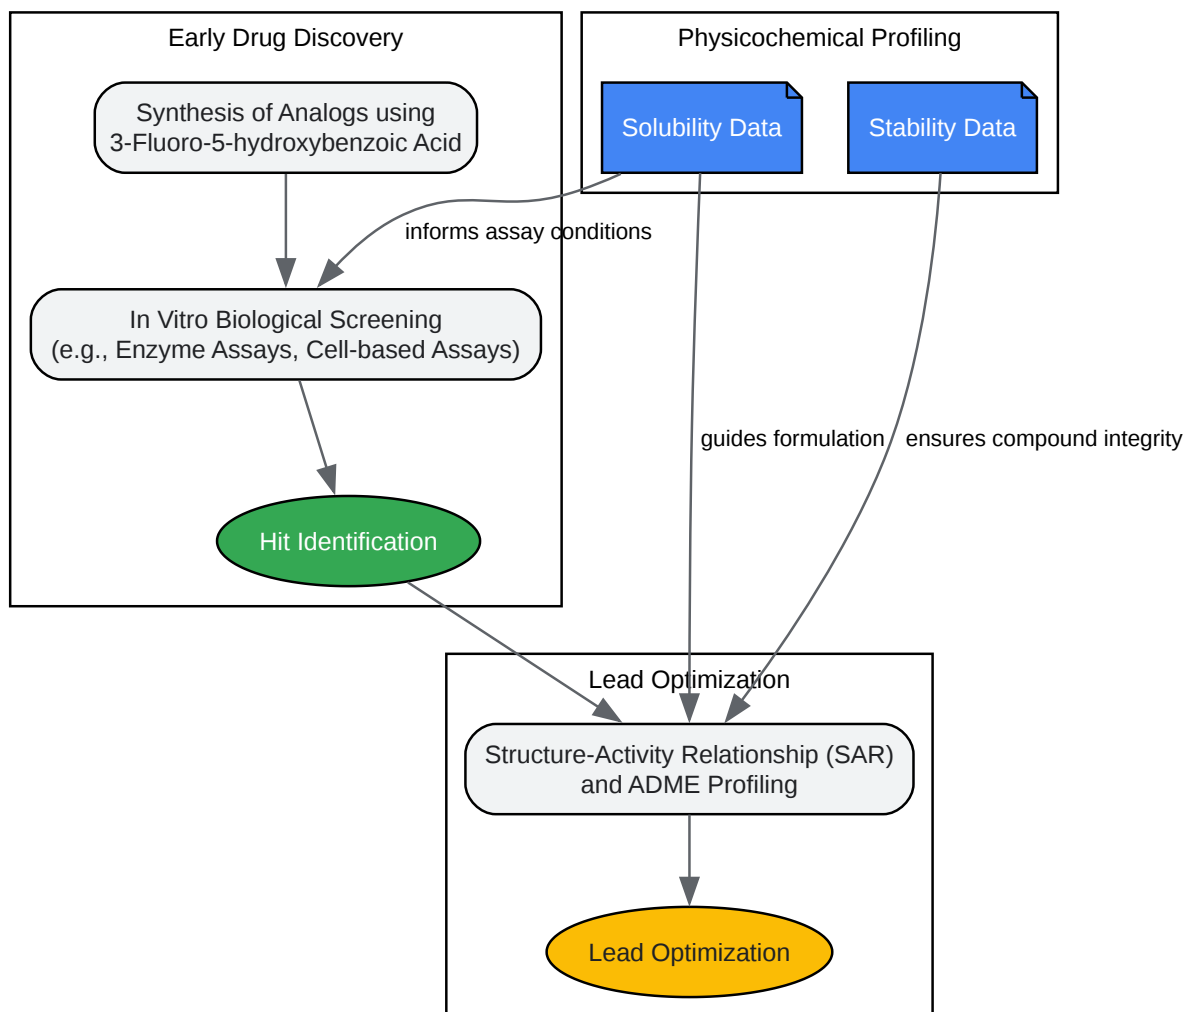 Early Drug Discovery
Physicochemical Profiling
Synthesis of Analogs using
3-Fluoro-5-hydroxybenzoic Acid
Solubility Data
Stability Data
informs assay conditions
In Vitro Biological Screening
(e.g., Enzyme Assays, Cell-based Assays)
guides formulation
ensures compound integrity
Hit Identification
Lead Optimization
Structure-Activity Relationship (SAR)
and ADME Profiling
Lead Optimization